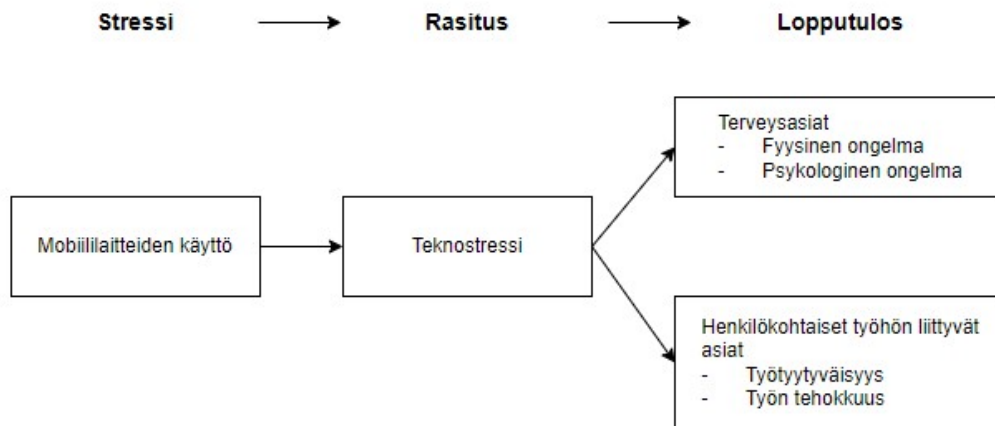 Stressi
Rasitus
Lopputulos
Terveysasiat
- Fyysinen ongelma
- Psykologinen ongelma
Mobiililaitteiden käyttö
Teknostressi
Henkilökohtaiset työhön liittyvät
asiat
- Työtyytyväisyys
- Työn tehokkuus